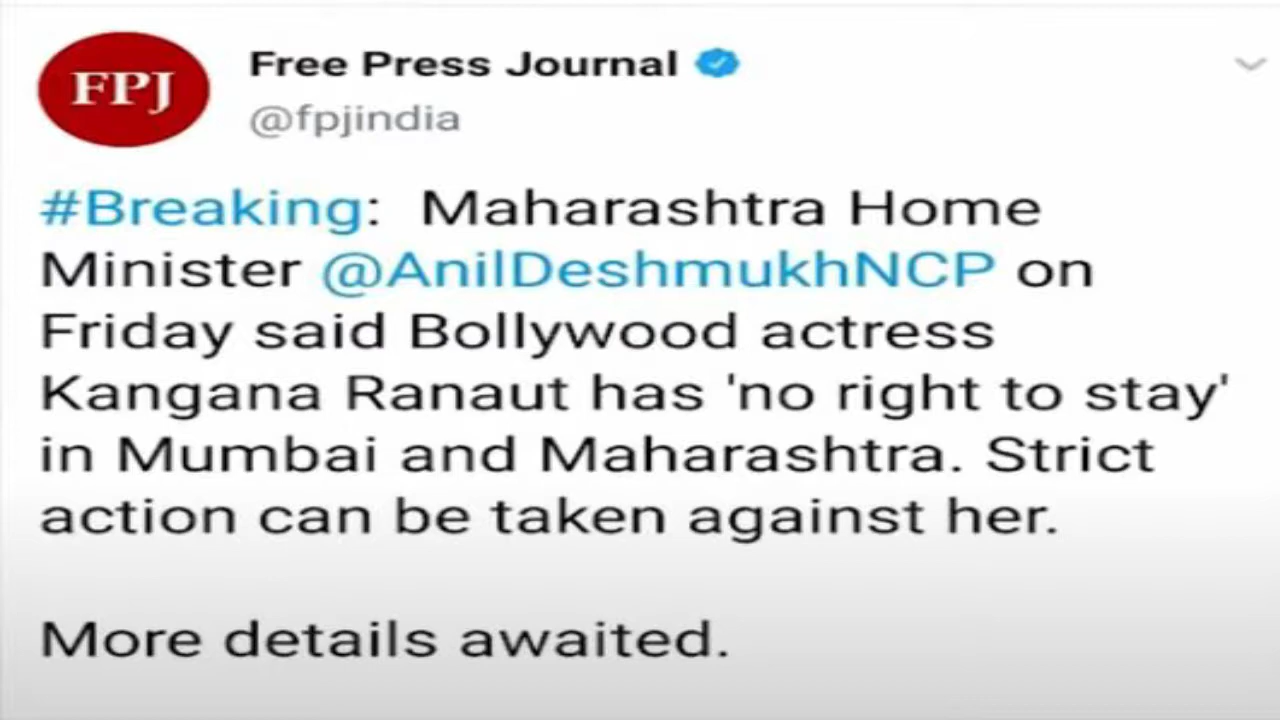 FPJ
Free Press Journal
@fpjindia
#Breaking: Maharashtra Home
Minister @AnilDeshmukhNCP on
Friday said Bollywood actress
Kangana Ranaut has 'no right to stay'
in Mumbai and Maharashtra. Strict
action can be taken against her.
More details awaited.